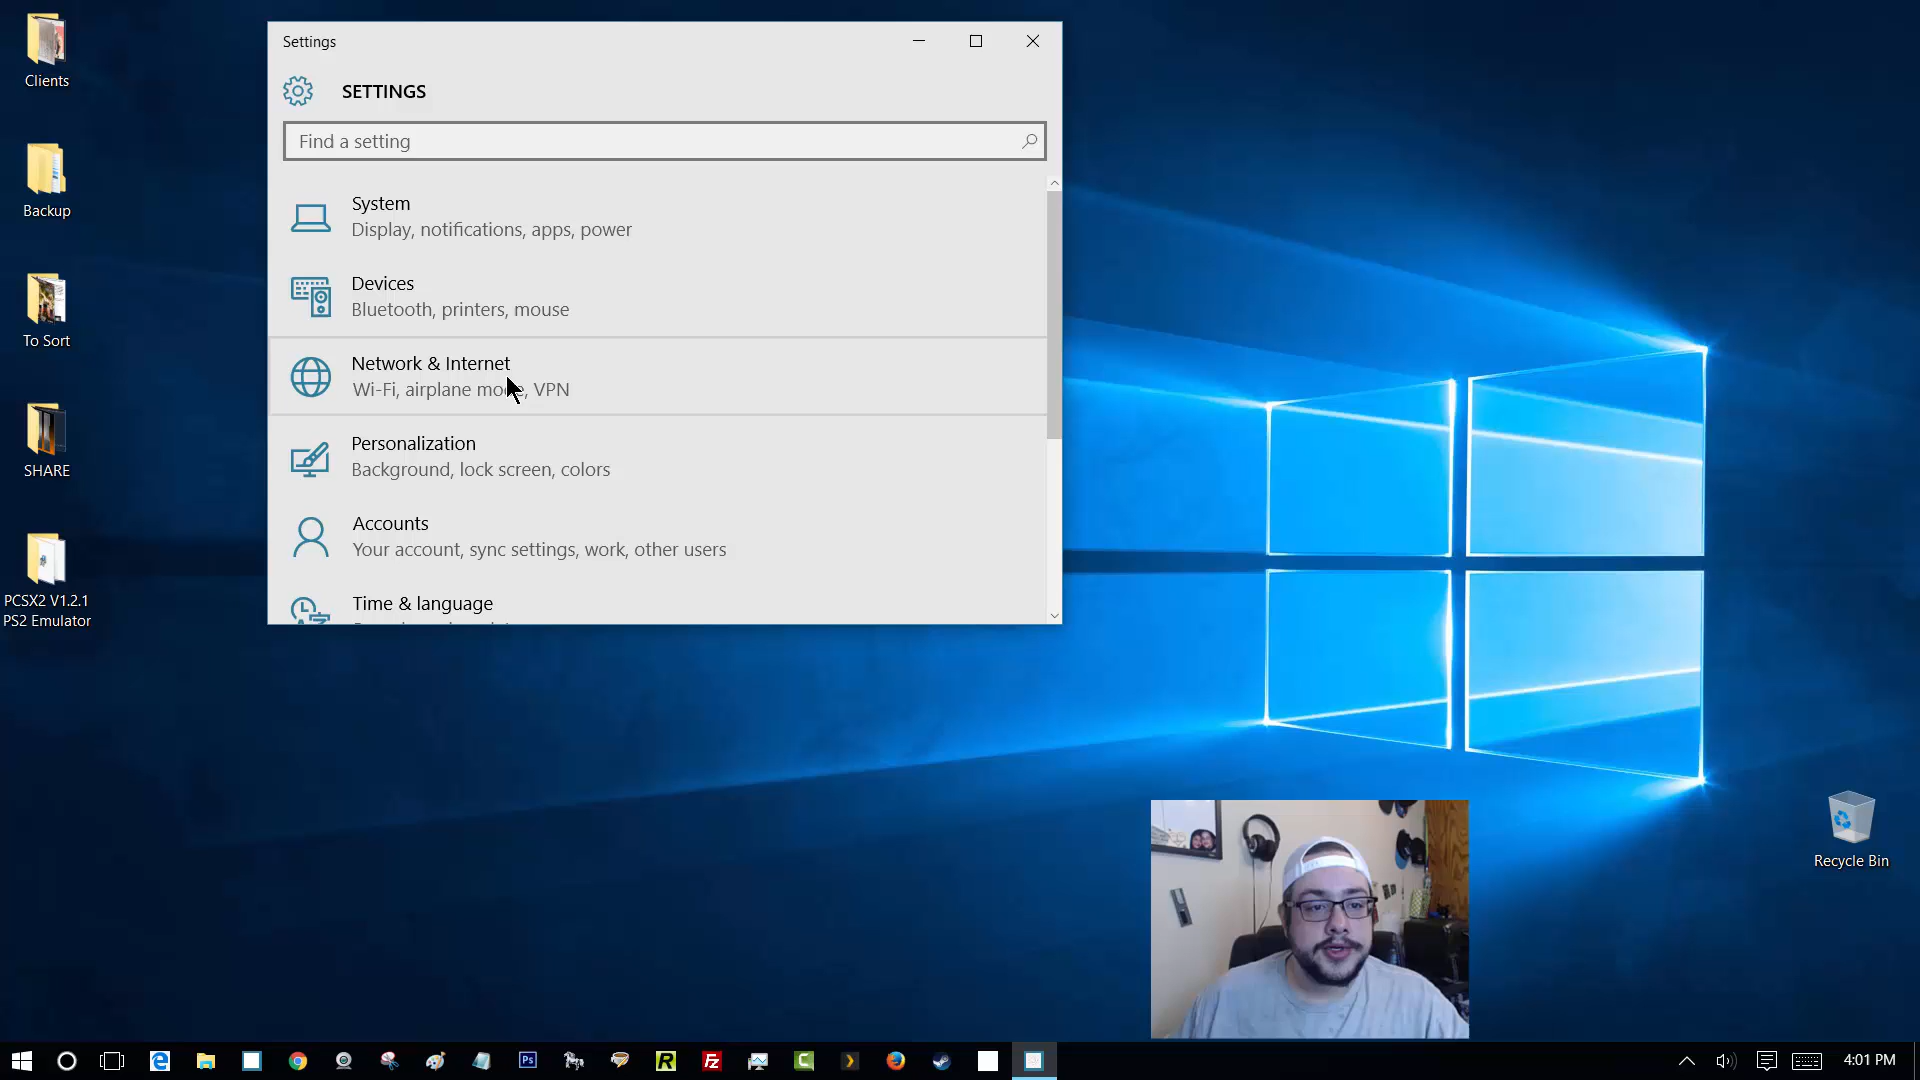 Clients
Backup
To Sort
SHARE
PCSX2 V1.2.1
PS2 Emulator
Settings
SETTINGS
Find a setting
System
Display, notifications, apps, power
Devices
Bluetooth, printers, mouse
Network & Internet
Wi-Fi, airplane mode, VPN
Personalization
Background, lock screen, colors
Accounts
Your account, sync settings, work, other users
Time & language
Recycle Bin
Ps
R
Fz
C
4:01 PM